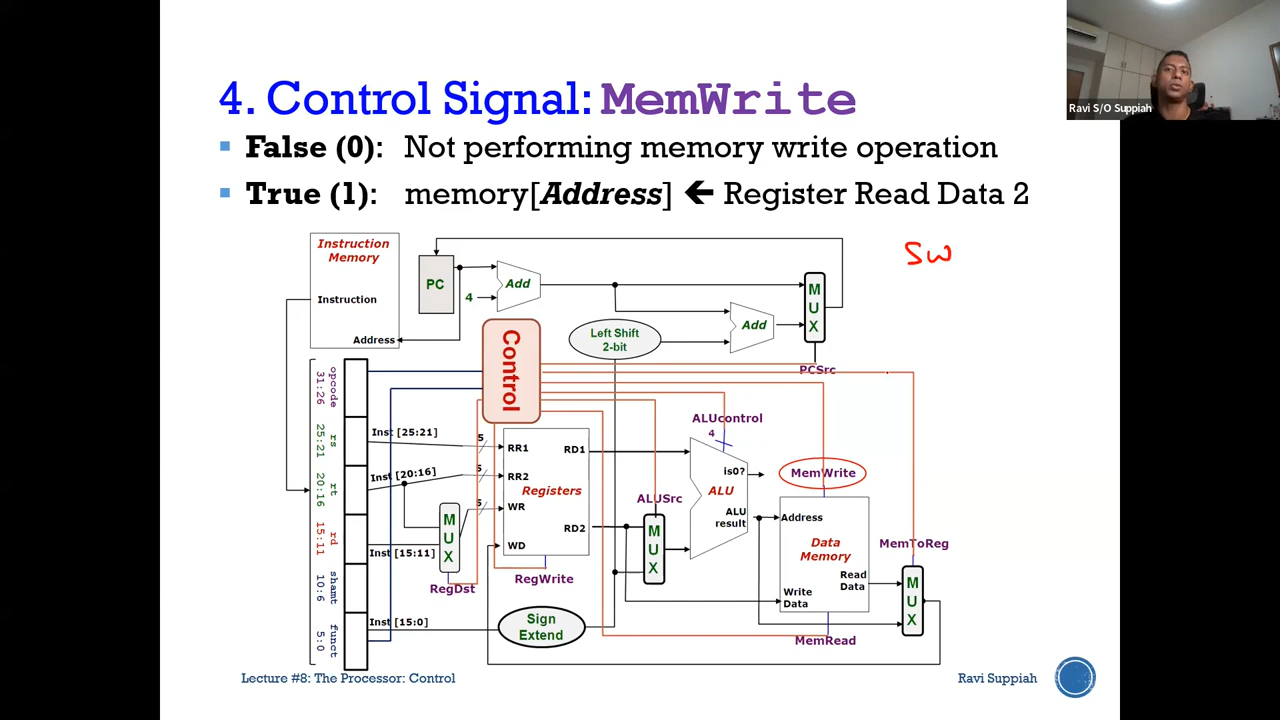 4. Control Signal: MemWrite
Ravi S/O Suppiah
False (0): Not performing memory write operation
True (1): memory[Address] 🡰 Register Read Data 2
SW
Instruction
Memory
Instruction
Address
PC
4
Add
Left Shift
2-bit
Add
M
U
X
PCSrc
Control
opcode
31:26
rs
25:21
rt
20:16
rd
15:11
shamt
10:6
funct
5:0
Inst [25:21]
Inst [20:16]
Inst [15:11]
Inst [15:0]
5
5
5
M
U
X
RegDst
RR1
RR2
WR
WD
Registers
RD1
RD2
RegWrite
Sign
Extend
ALUSrc
M
U
X
ALUcontrol
4
is0?
ALU
ALU
result
MemWrite
Address
Data
Memory
Read
Data
Write
Data
MemRead
MemToReg
M
U
X
Lecture #8: The Processor: Control
Ravi Suppiah